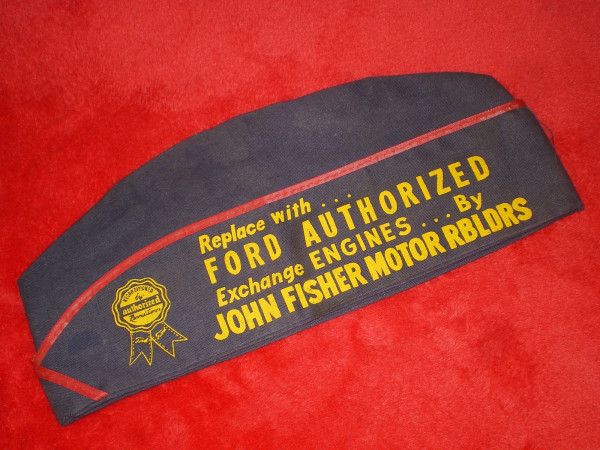 Replace with . . .
FORD AUTHORIZED
Exchange ENGINES . . . By
JOHN FISHER MOTOR RBLDRS
authorized